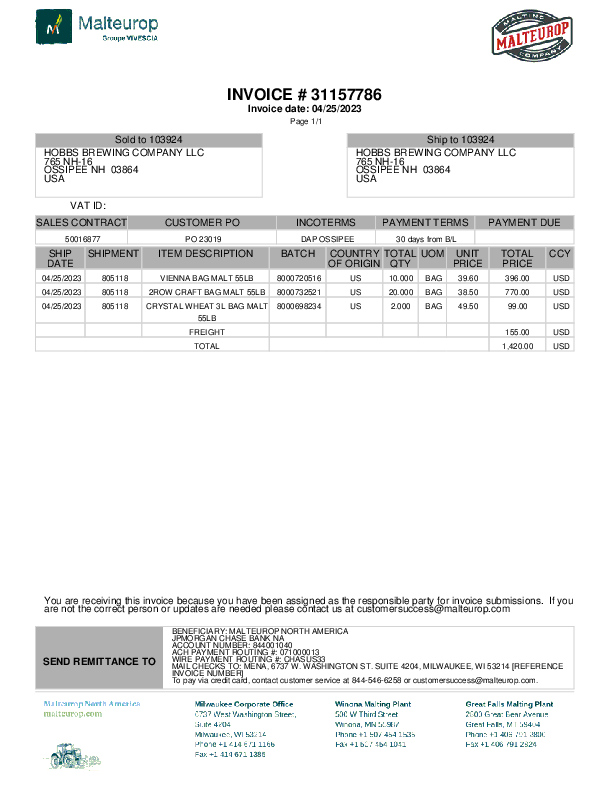 Malteurop
Groupe VIVESCIA
MALTING
MALTEUROP
COMPANY
INVOICE # 31157786
Invoice date: 04/25/2023
Page 1/1
Sold to 103924
HOBBS BREWING COMPANY LLC
765 NH-16
OSSIPEE NH 03864
USA
Ship to 103924
HOBBS BREWING COMPANY LLC
765 NH-16
OSSIPEE NH 03864
USA
VAT ID:
SALES CONTRACT CUSTOMER PO INCOTERMS PAYMENT TERMS PAYMENT DUE
50016877 PO 23019 DAP OSSIPEE 30 days from B/L
SHIP DATE SHIPMENT ITEM DESCRIPTION BATCH COUNTRY OF ORIGIN TOTAL QTY UOM UNIT PRICE TOTAL PRICE CCY
04/25/2023 805118 VIENNA BAG MALT 55LB 8000720516 US 10.000 BAG 39.60 396.00 USD
04/25/2023 805118 2ROW CRAFT BAG MALT 55LB 8000732521 US 20.000 BAG 38.50 770.00 USD
04/25/2023 805118 CRYSTAL WHEAT 3L BAG MALT 55LB 8000698234 US 2.000 BAG 49.50 99.00 USD
FREIGHT 155.00 USD
TOTAL 1,420.00 USD
You are receiving this invoice because you have been assigned as the responsible party for invoice submissions. If you
are not the correct person or updates are needed please contact us at customersuccess@malteurop.com
SEND REMITTANCE TO
BENEFICIARY: MALTEUROP NORTH AMERICA
JPMORGAN CHASE BANK NA
ACCOUNT NUMBER: 844001040
ACH PAYMENT ROUTING #: 071000013
WIRE PAYMENT ROUTING #: CHASUS33
MAIL CHECKS TO: MENA, 6737 W. WASHINGTON ST. SUITE 4204, MILWAUKEE, WI 53214 [REFERENCE
INVOICE NUMBER]
To pay via credit card, contact customer service at 844-546-6258 or customersuccess@malteurop.com.
Malteurop North America
malteurop.com
Milwaukee Corporate Office
6737 West Washington Street,
Suite 4204
Milwaukee, WI 53214
Phone +1 414 671 1166
Fax +1 414 671 1385
Winona Malting Plant
500 W Third Street
Winona, MN 55987
Phone +1 507 454 1535
Fax +1 507 454 1041
Great Falls Malting Plant
2800 Great Bear Avenue
Great Falls, MT 59404
Phone +1 406 791 2800
Fax +1 406 791 2824